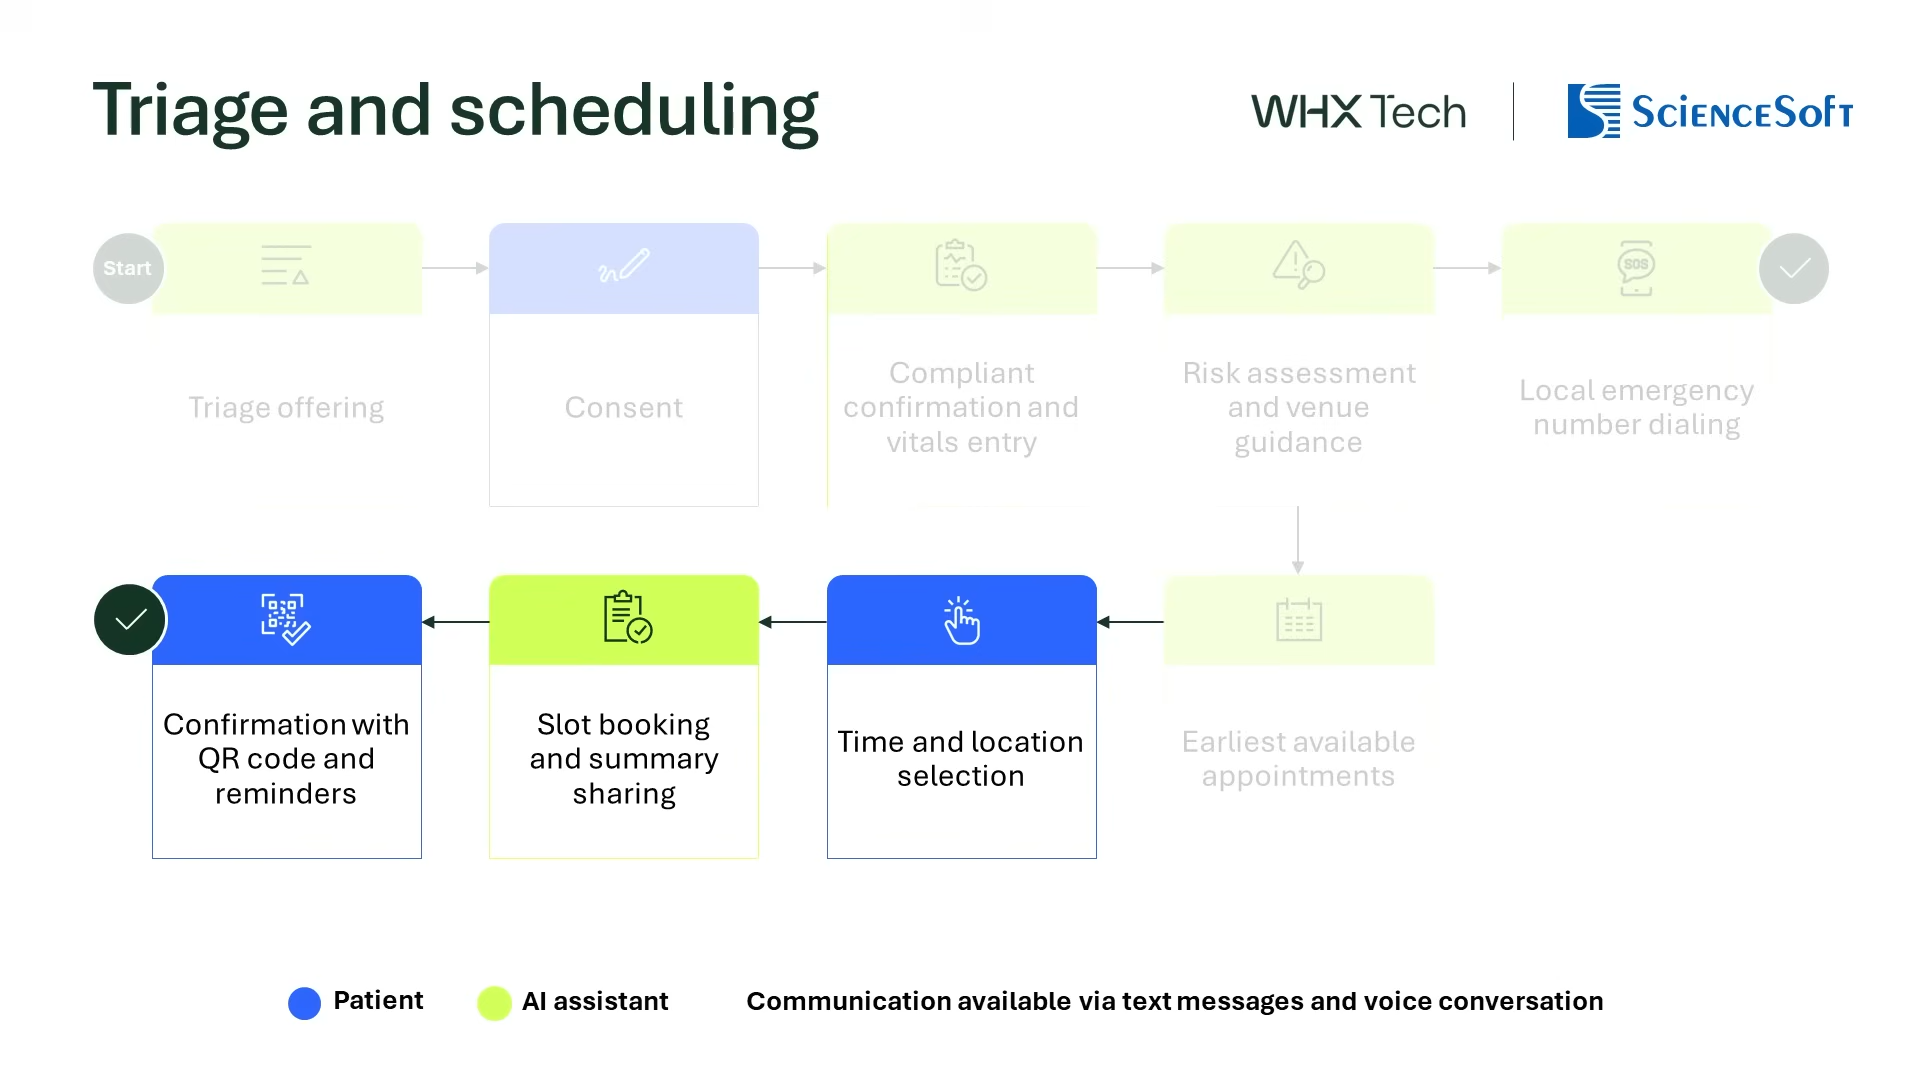 Triage and scheduling
WHX Tech
ScienceSoft
Start
Triage offering
Consent
Compliant
confirmation and
vitals entry
Risk assessment
and venue
guidance
SOS
Local emergency
number dialing
Confirmation with
QR code and
reminders
Slot booking
and summary
sharing
Time and location
selection
Earliest available
appointments
Patient
AI assistant
Communication available via text messages and voice conversation